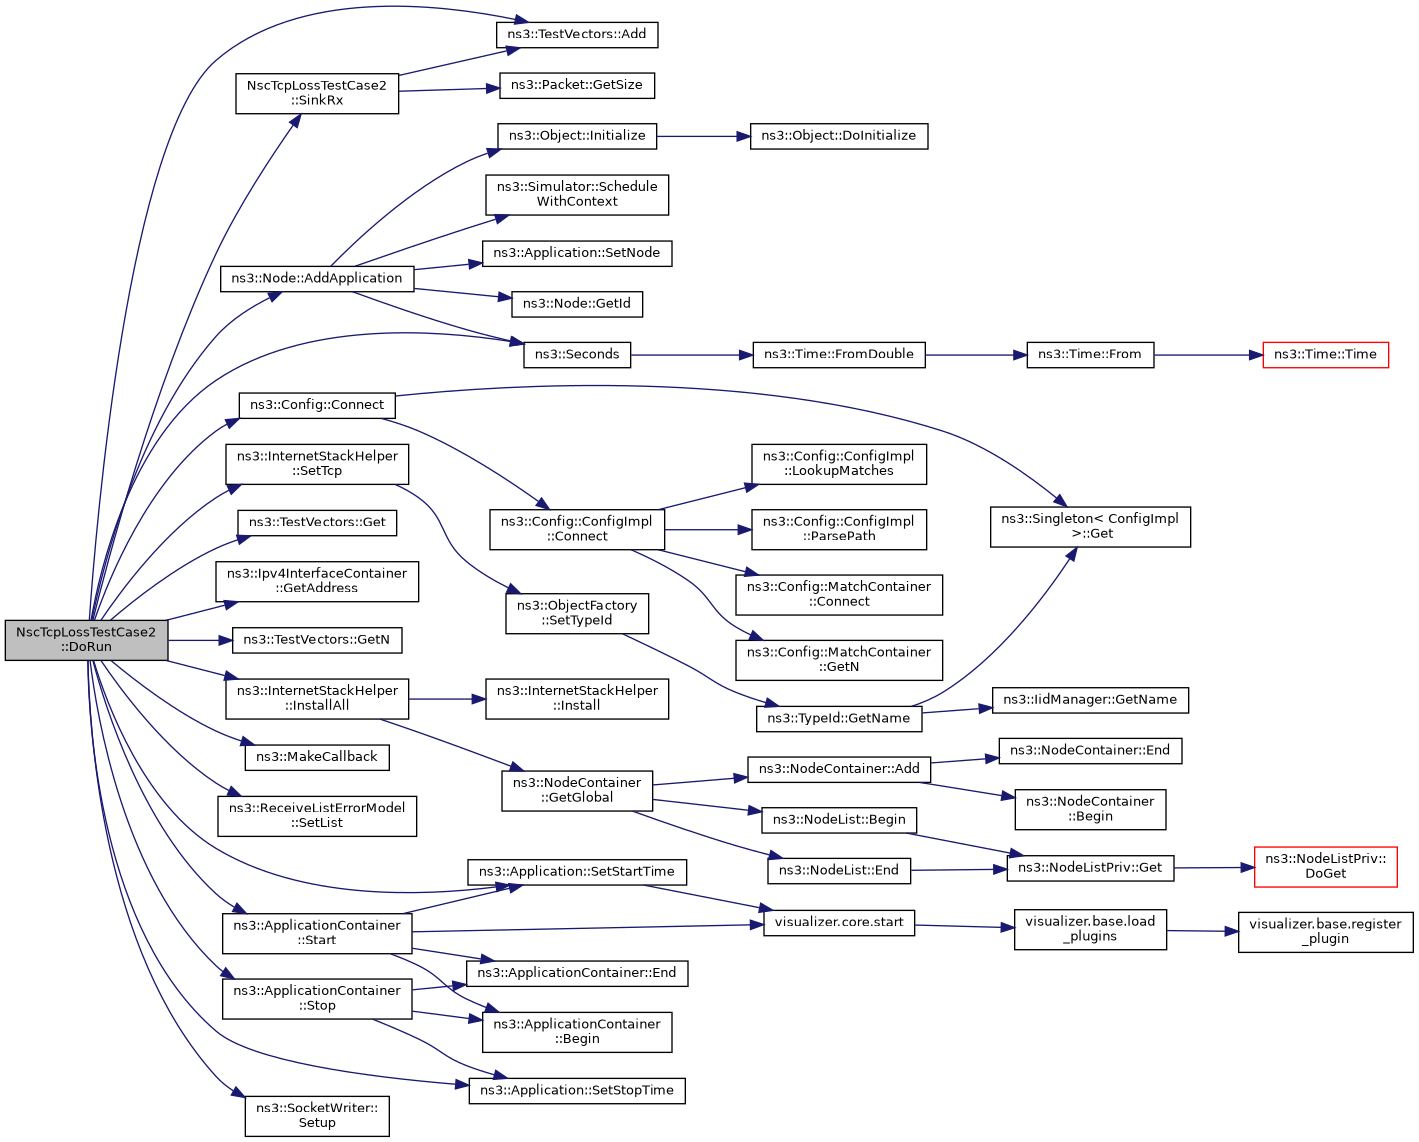 ns3::TestVectors::Add
NscTcpLossTestCase2
::SinkRx
ns3::Packet::GetSize
ns3::Object::Initialize
ns3::Object::DoInitialize
ns3::Simulator::Schedule
WithContext
ns3::Application::SetNode
ns3::Node::AddApplication
ns3::Node::GetId
ns3::Seconds
ns3::Time::FromDouble
ns3::Time::From
ns3::Time::Time
ns3::Config::Connect
ns3::InternetStackHelper
::SetTcp
ns3::Config::ConfigImpl
::LookupMatches
ns3::TestVectors::Get
ns3::Config::ConfigImpl
::Connect
ns3::Config::ConfigImpl
::ParsePath
ns3::Singleton< ConfigImpl
>::Get
ns3::Ipv4InterfaceContainer
::GetAddress
ns3::Config::MatchContainer
::Connect
ns3::ObjectFactory
::SetTypeId
NscTcpLossTestCase2
::DoRun
ns3::TestVectors::GetN
ns3::Config::MatchContainer
::GetN
ns3::InternetStackHelper
::InstallAll
ns3::InternetStackHelper
::Install
ns3::TypeId::GetName
ns3::IidManager::GetName
ns3::MakeCallback
ns3::NodeContainer
::GetGlobal
ns3::NodeContainer::Add
ns3::NodeContainer::End
ns3::NodeContainer
::Begin
ns3::ReceiveListErrorModel
::SetList
ns3::NodeList::Begin
ns3::NodeList::End
ns3::NodeListPriv::Get
ns3::NodeListPriv::
DoGet
ns3::Application::SetStartTime
ns3::ApplicationContainer
::Start
visualizer.core.start
visualizer.base.load
_plugins
visualizer.base.register
_plugin
ns3::ApplicationContainer::End
ns3::ApplicationContainer
::Stop
ns3::ApplicationContainer
::Begin
ns3::Application::SetStopTime
ns3::SocketWriter::
Setup